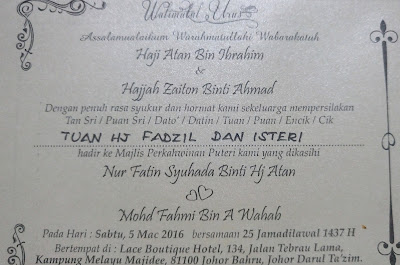 Walimatul Urus
Assalamualaikum Warahmatullahi Wabarakatuh
Haji Atan Bin Ibrahim
&
Hajjah Zaiton Binti Ahmad
Dengan penuh rasa syukur dan hormat kami sekeluarga mempersilakan
Tan Sri / Puan Sri / Dato' / Datin / Tuan / Puan / Encik / Cik
TUAN HJ FADZIL DAN ISTERI
hadir ke Majlis Perkahwinan Puteri kami yang dikasihi
Nur Fatin Syuhada Binti Hj Atan
Mohd Fahmi Bin A Wahab
Pada Hari : Sabtu, 5 Mac 2016 bersamaan 25 Jamadilawal 1437 H
Bertempat di : Lace Boutique Hotel, 134, Jalan Tebrau Lama,
Kampung Melayu Majidee, 81100 Johor Bahru, Johor Darul Ta'zim.